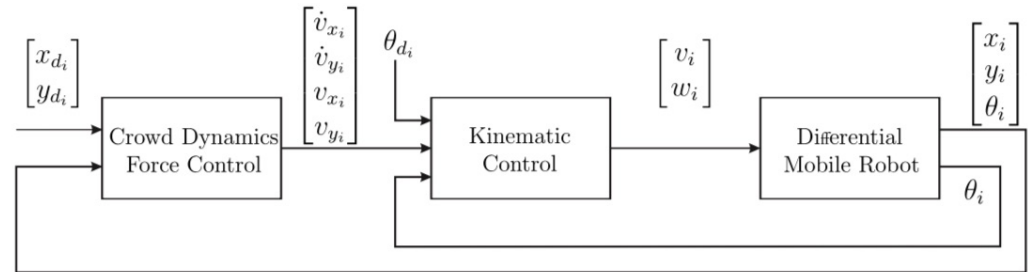 [x_{d_i}
y_{d_i}]
[v̇_{x_i}
v̇_{y_i}
v_{x_i}
v_{y_i}]
θ_{d_i}
[v_i
w_i]
[x_i
y_i
θ_i]
Crowd Dynamics
Force Control
Kinematic
Control
Differential
Mobile Robot
θ_i